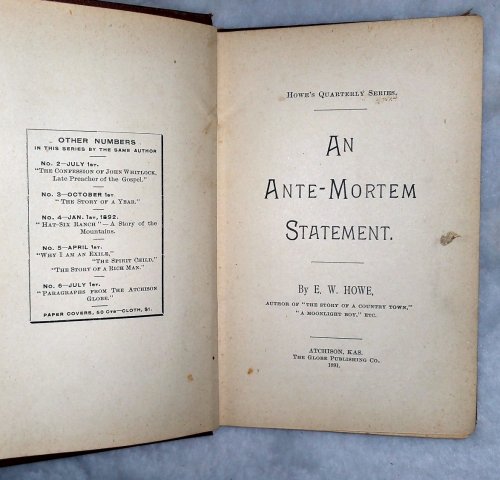 OTHER NUMBERS
IN THIS SERIES BY THE SAME AUTHOR
No. 2—JULY 1st.
"The Confession of John Whitlock,
Late Preacher of the Gospel."
No. 3—OCTOBER 1st.
"The Story of a Year."
No. 4—JAN. 1st, 1892.
"Hat-Six Ranch"—A Story of the
Mountains.
No. 5—APRIL 1st.
"Why I am an Exile,"
"The Spirit Child,"
"The Story of a Rich Man."
No. 6—JULY 1st.
"Paragraphs from The Atchison
Globe."
PAPER COVERS, 50 Cts—CLOTH, $1.
Howe's Quarterly Series,
An
Ante-Mortem
Statement.
By E. W. HOWE,
AUTHOR OF "THE STORY OF A COUNTRY TOWN,"
"A MOONLIGHT BOY," ETC.
ATCHISON, KAS.
The Globe Publishing Co.
1891.